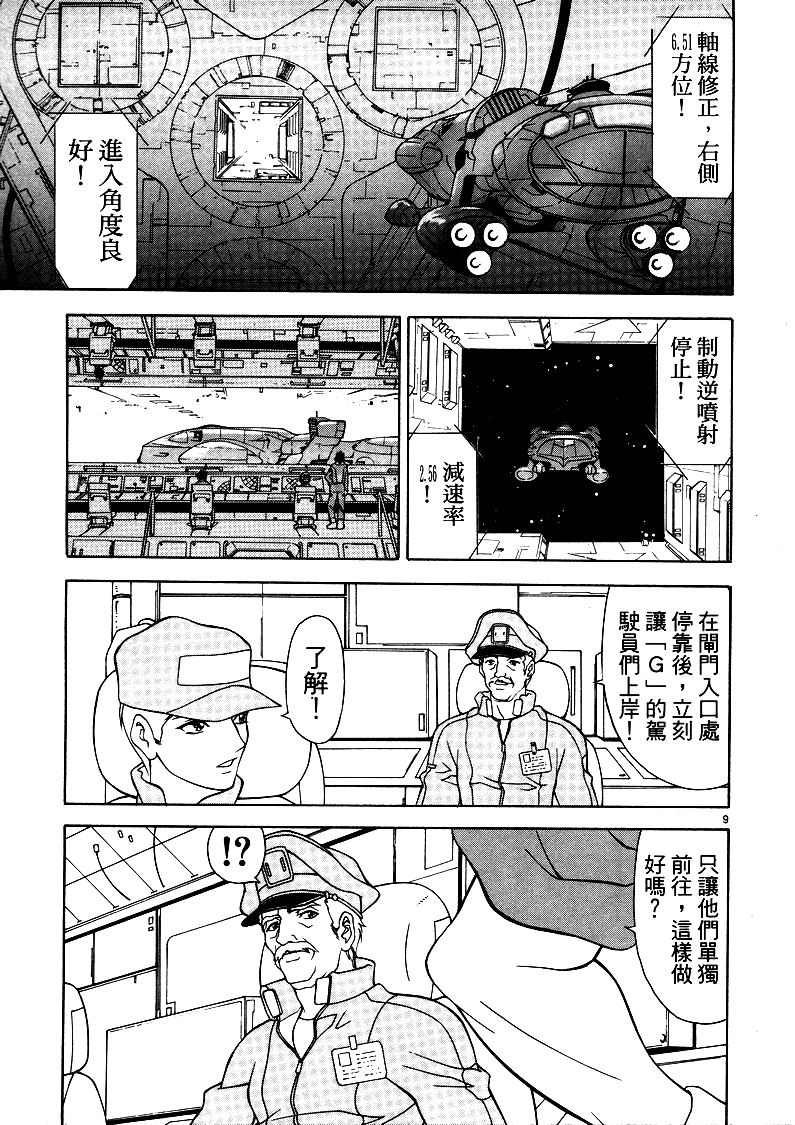 軸線修正，右側
6.51方位！
進入角度良
好！
制動逆噴射
停止！
減速率
2.56！
在閘門入口處
停靠後，立刻
讓「G」的駕
駛員們上岸！
了解！
9
只讓他們單獨
前往，這樣做
好嗎？
!?